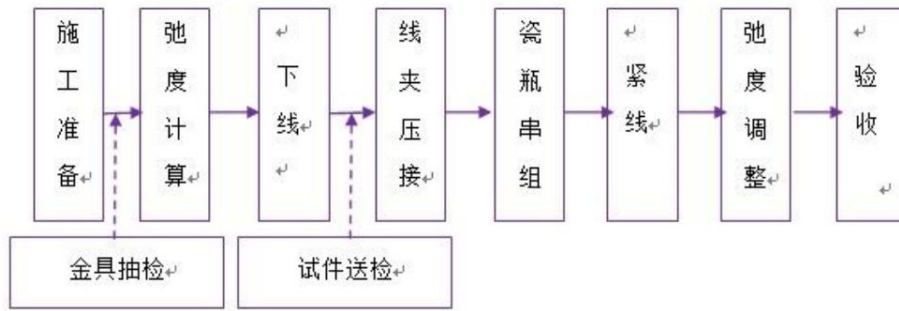 施工准备
弛度计算
下线
线夹压接
瓷瓶串组
紧线
弛度调整
验收
金具抽检
试件送检